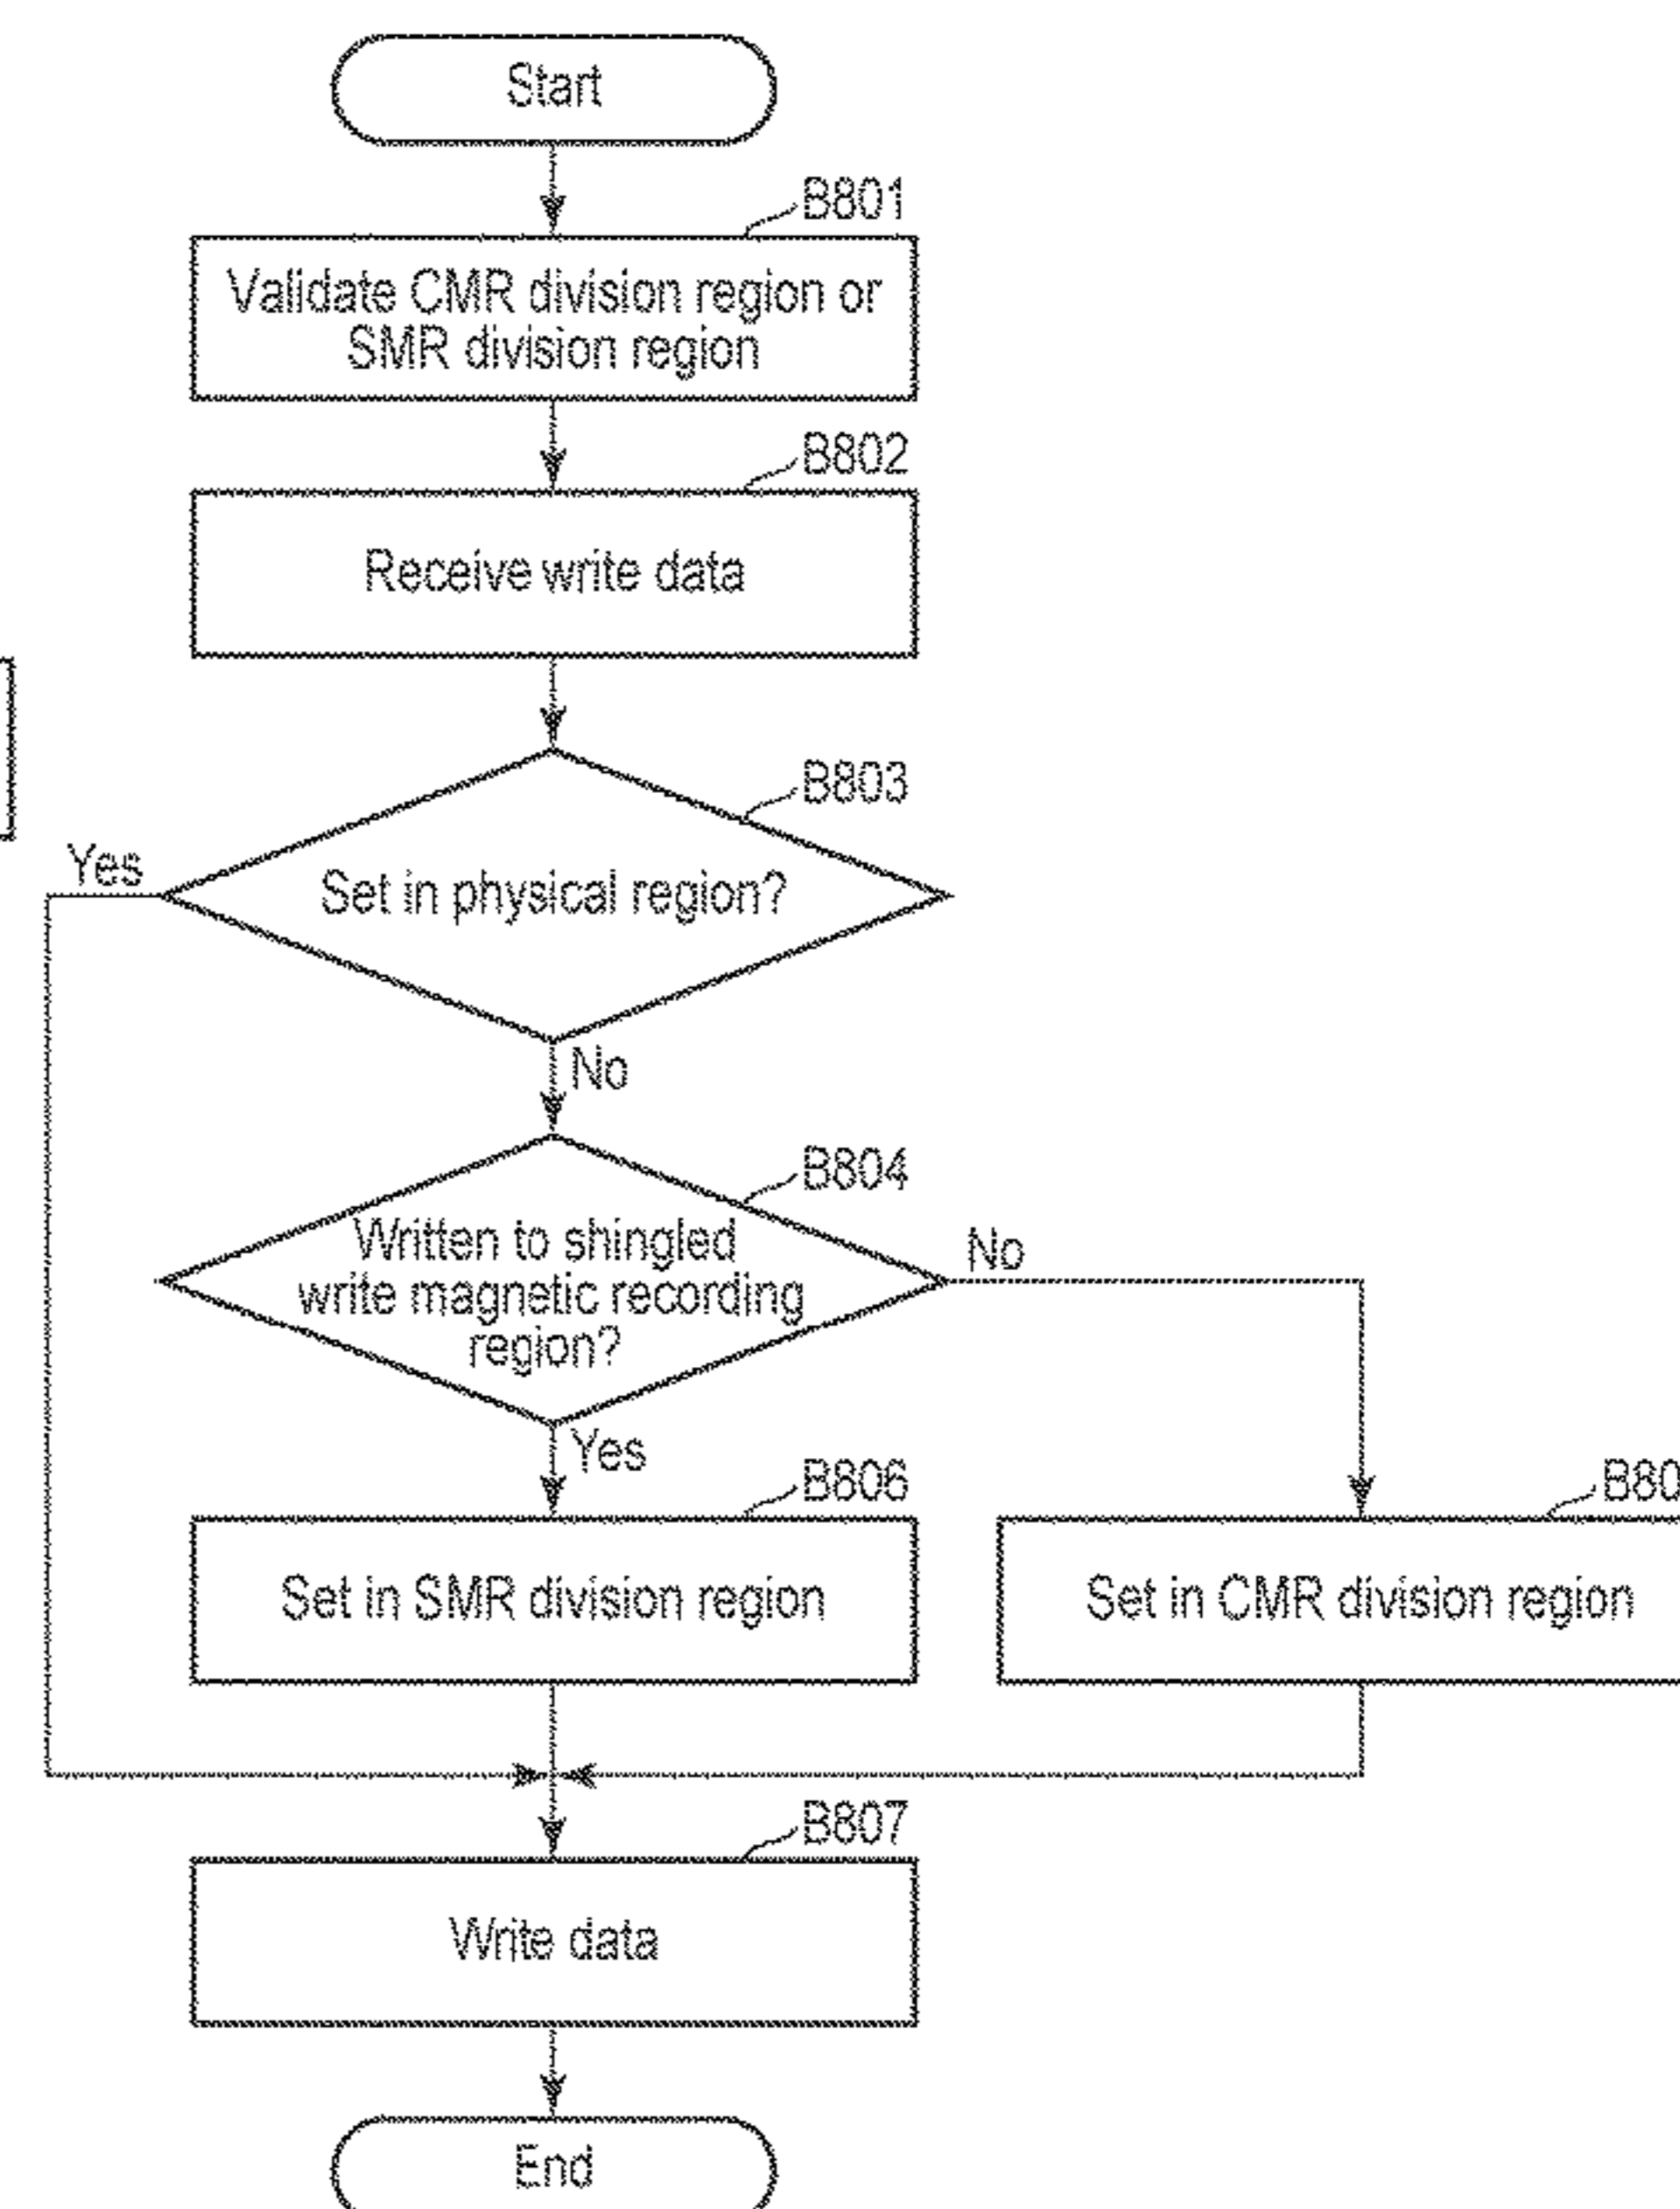 Start
B801
Validate CMR division region or
SMR division region
B802
Receive write data
B803
Yes
Set in physical region?
No
B804
Written to shingled
write magnetic recording
region?
No
Yes
B806
B80
Set in SMR division region
Set in CMR division region
B807
Write data
End